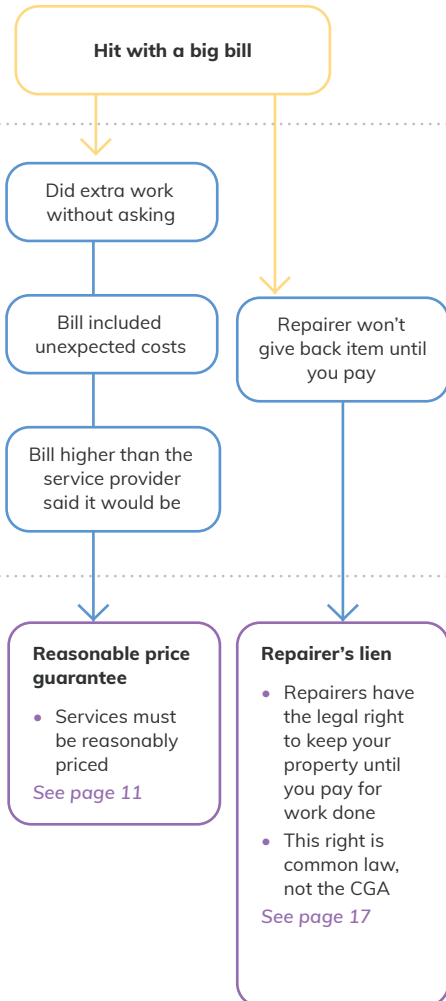 Hit with a big bill
Did extra work
without asking
Bill included
unexpected costs
Bill higher than the
service provider
said it would be
Repairer won’t
give back item until
you pay
Reasonable price
guarantee
• Services must
be reasonably
priced
See page 11
Repairer’s lien
• Repairers have
the legal right
to keep your
property until
you pay for
work done
• This right is
common law,
not the CGA
See page 17